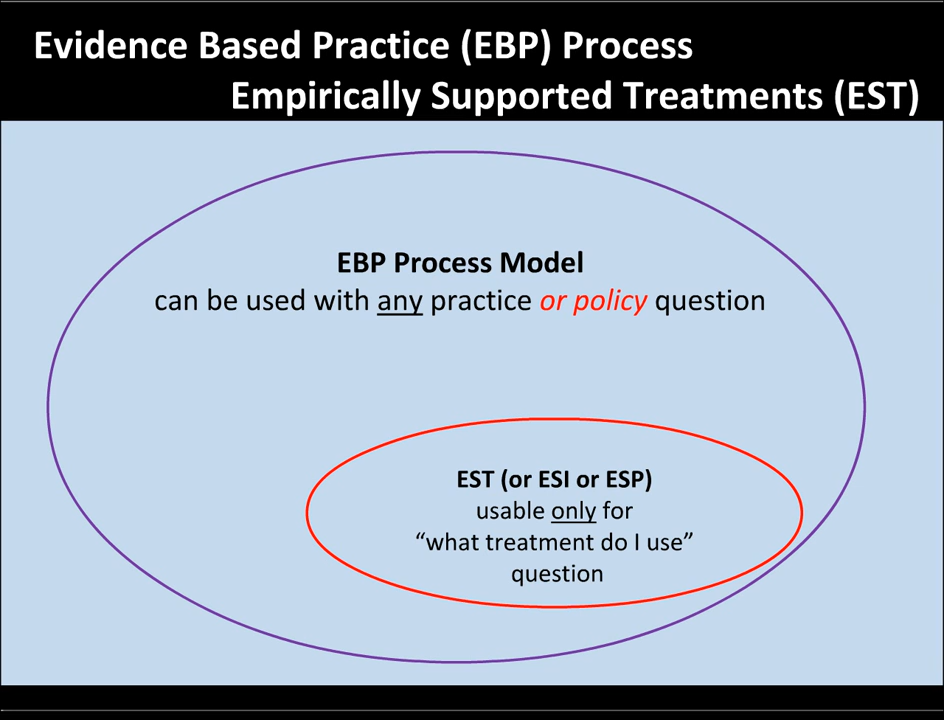 Evidence Based Practice (EBP) Process
Empirically Supported Treatments (EST)
EBP Process Model
can be used with any practice or policy question
EST (or ESI or ESP)
usable only for
“what treatment do I use”
question